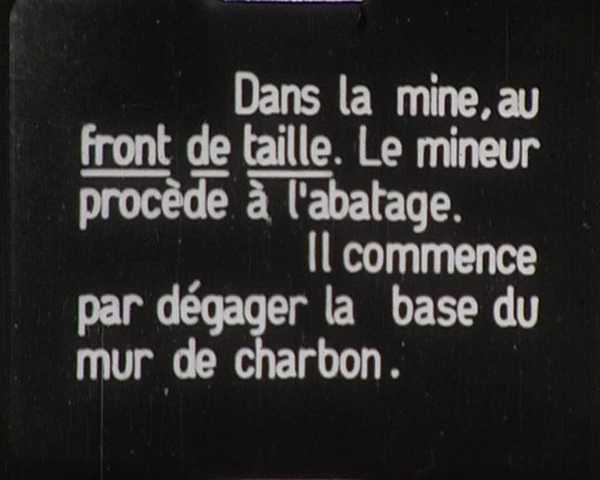 Dans la mine, au
front de taille. Le mineur
procède à l'abatage.
Il commence
par dégager la base du
mur de charbon.